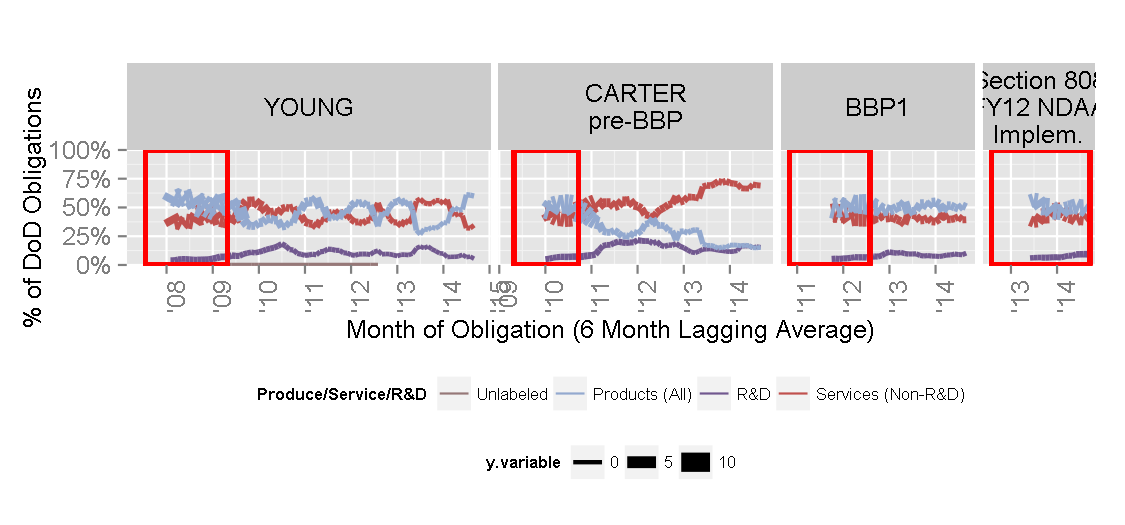 YOUNG
CARTER
pre-BBP
BBP1
Section 808
FY12 NDAA
Implem.
% of DoD Obligations
100%
75%
50%
25%
0%
'08 '09 '10 '11 '12 '13 '14 '15
'09 '10 '11 '12 '13 '14
'11 '12 '13 '14
'13 '14
Month of Obligation (6 Month Lagging Average)
Produce/Service/R&D Unlabeled Products (All) R&D Services (Non-R&D)
y.variable 0 5 10